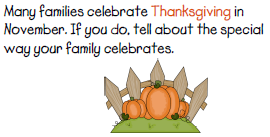 Many families celebrate Thanksgiving in
November. If you do, tell about the special
way your family celebrates.